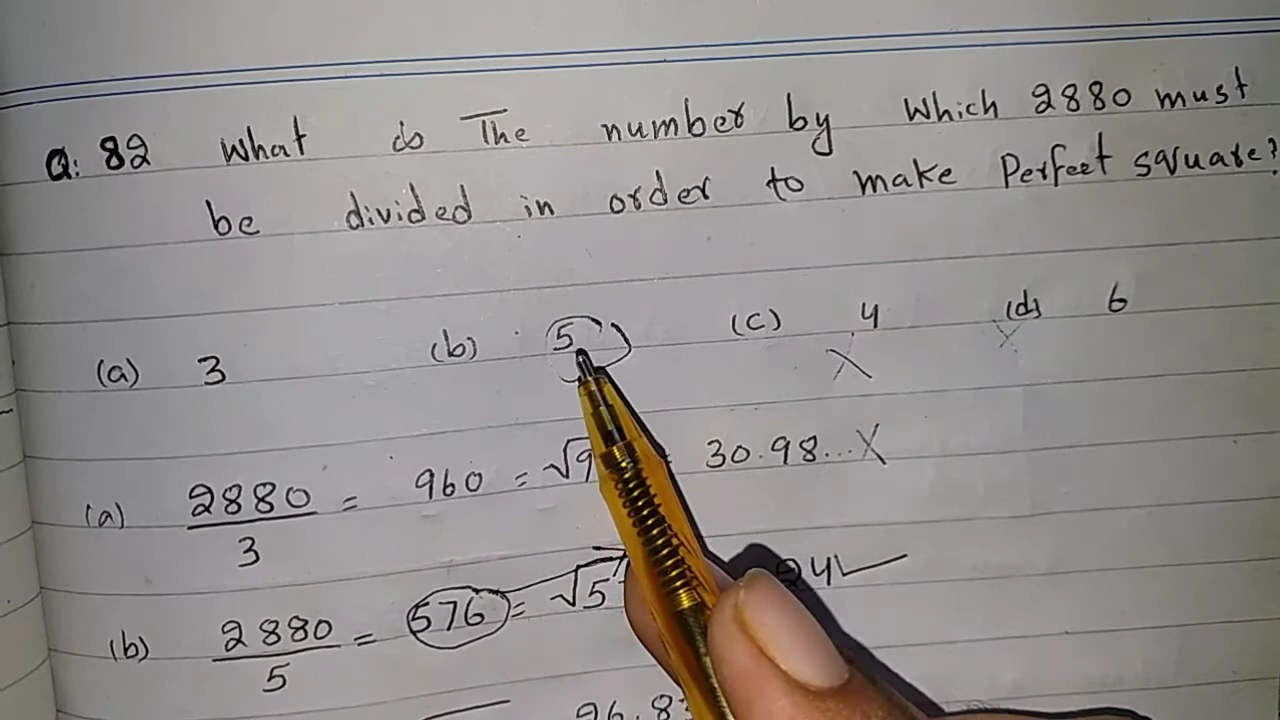 Q: 82 What is The number by Which 2880 must
be divided in order to make Perfect square?
(a) 3 (b) 5 (c) 4 (d) 6
(a) 2880 / 3 = 960 = √9 30.98...X
(b) 2880 / 5 = 576 = √5 24